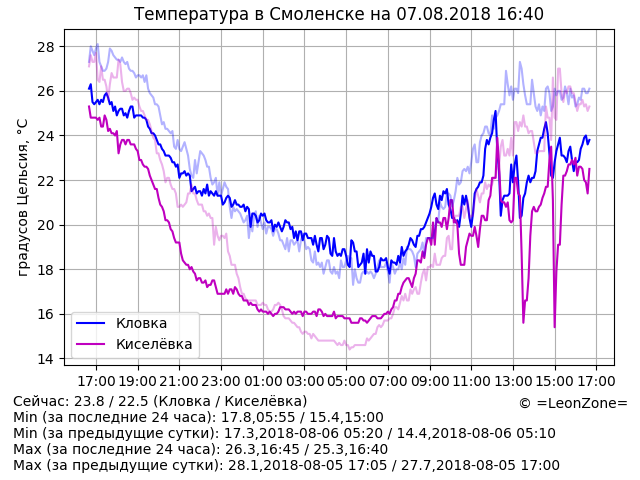 Температура в Смоленске на 07.08.2018 16:40
градусов Цельсия, °C
28
26
24
22
20
18
16
14
Кловка
Киселёвка
17:00 19:00 21:00 23:00 01:00 03:00 05:00 07:00 09:00 11:00 13:00 15:00 17:00
Сейчас: 23.8 / 22.5 (Кловка / Киселёвка)
© =LeonZone=
Min (за последние 24 часа): 17.8,05:55 / 15.4,15:00
Min (за предыдущие сутки): 17.3,2018-08-06 05:20 / 14.4,2018-08-06 05:10
Max (за последние 24 часа): 26.3,16:45 / 25.3,16:40
Max (за предыдущие сутки): 28.1,2018-08-05 17:05 / 27.7,2018-08-05 17:00